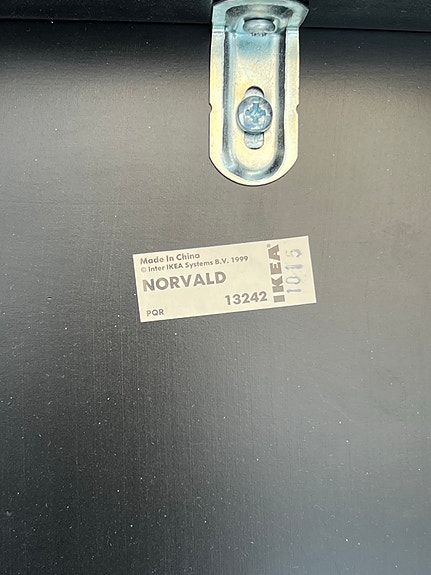 Made In China
© Inter IKEA Systems B.V. 1999
NORVALD
13242
PQR
IKEA
1015